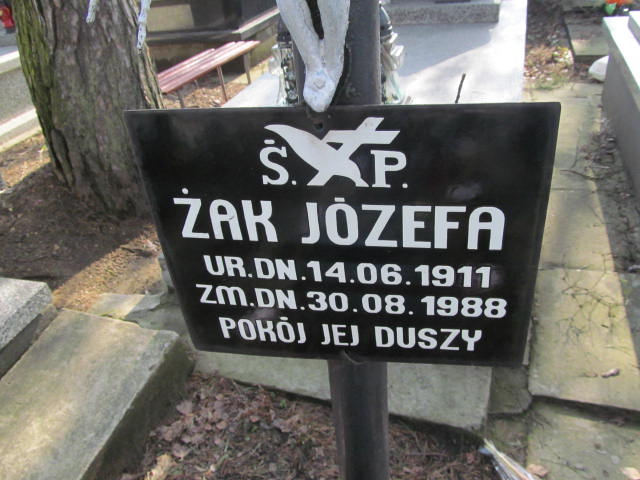 Ś. P.
ŻAK JÓZEFA
UR.DN.14.06.1911
ZM.DN.30.08.1988
POKÓJ JEJ DUSZY